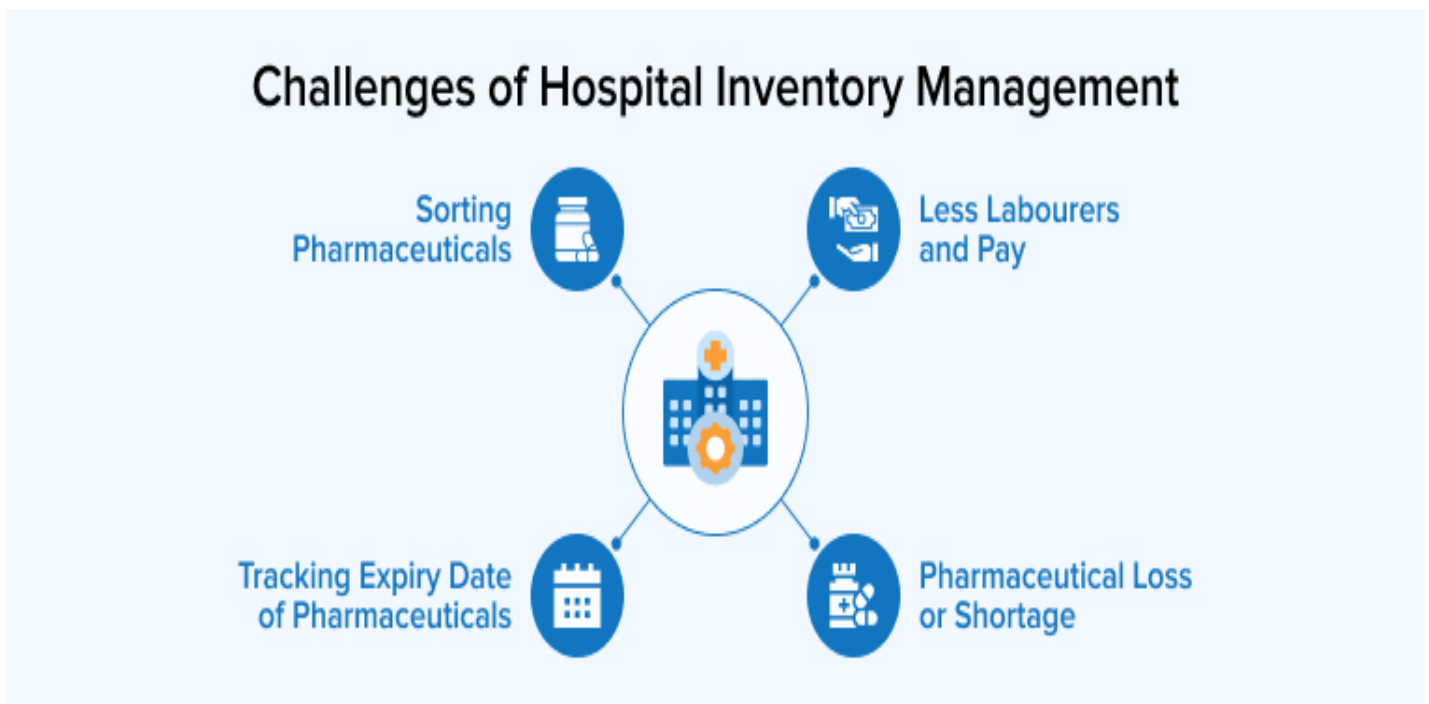 Challenges of Hospital Inventory Management
Sorting
Pharmaceuticals
Less Labourers
and Pay
Tracking Expiry Date
of Pharmaceuticals
Pharmaceutical Loss
or Shortage